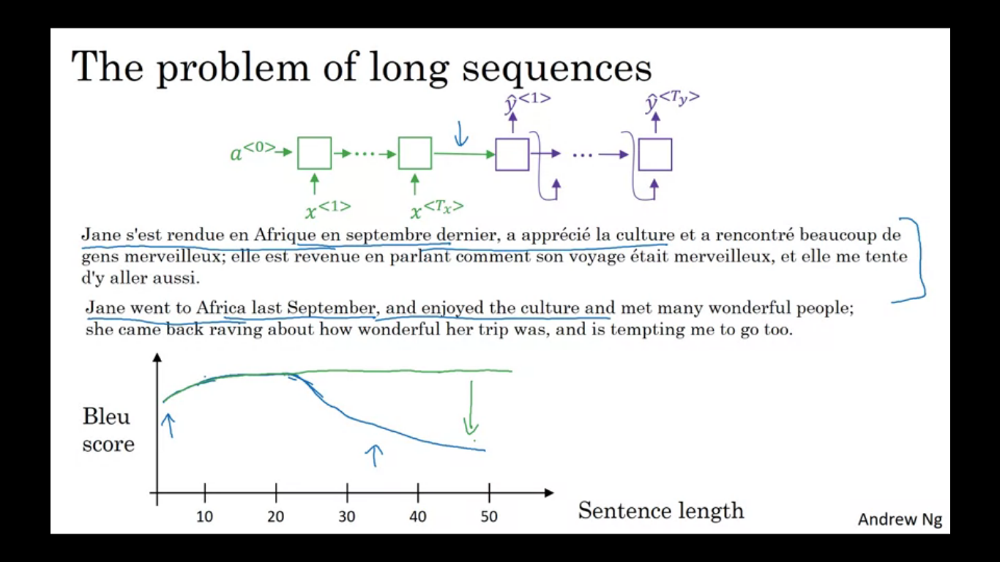 The problem of long sequences
ŷ<1> ŷ<Ty>
a<0>
x<1> x<Tx>
Jane s'est rendue en Afrique en septembre dernier, a apprécié la culture et a rencontré beaucoup de
gens merveilleux; elle est revenue en parlant comment son voyage était merveilleux, et elle me tente
d'y aller aussi.
Jane went to Africa last September, and enjoyed the culture and met many wonderful people;
she came back raving about how wonderful her trip was, and is tempting me to go too.
Bleu
score
10 20 30 40 50
Sentence length
Andrew Ng